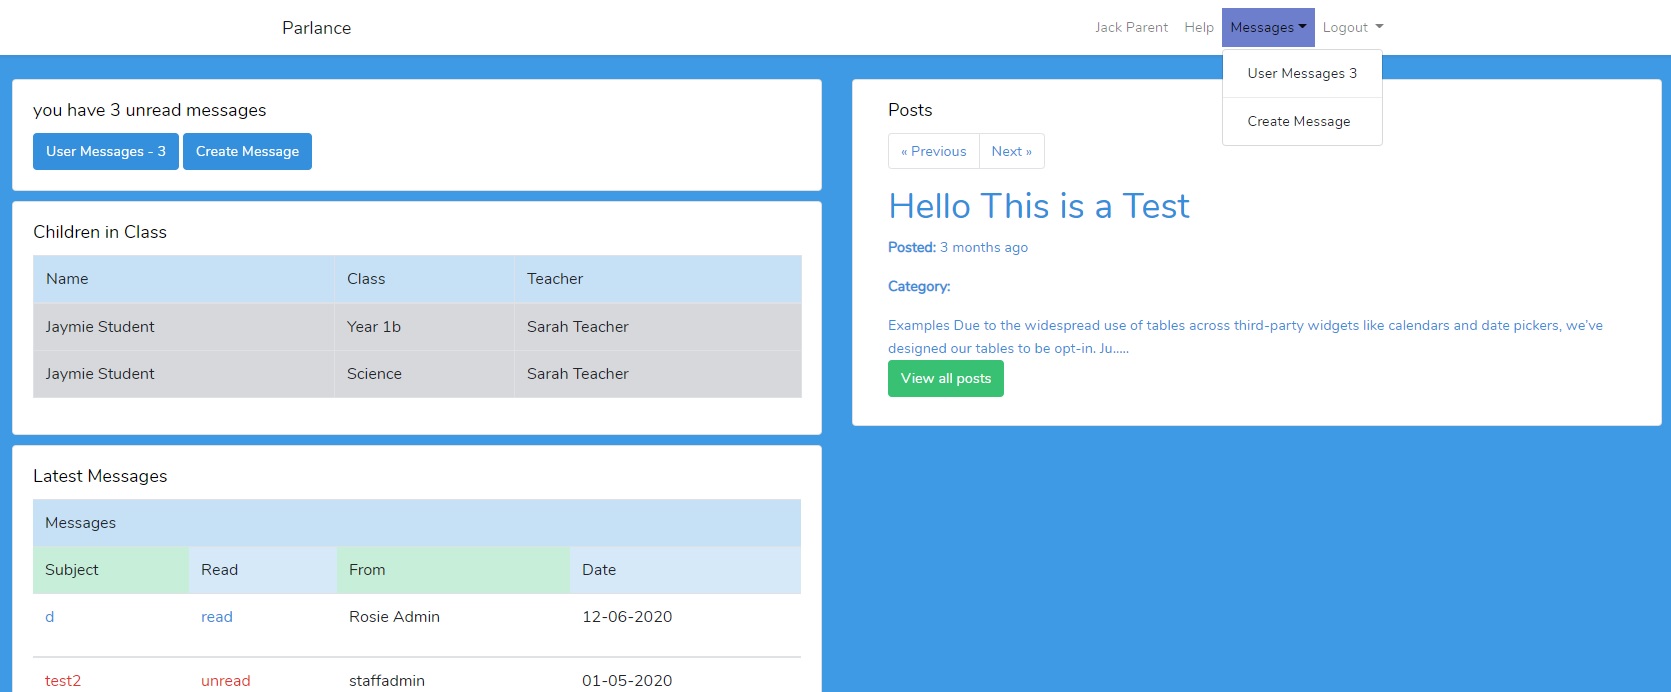 Parlance
Jack Parent Help Messages Logout
User Messages 3
Create Message
you have 3 unread messages
User Messages - 3 Create Message
Children in Class
Name Class Teacher
Jaymie Student Year 1b Sarah Teacher
Jaymie Student Science Sarah Teacher
Latest Messages
Messages
Subject Read From Date
d read Rosie Admin 12-06-2020
test2 unread staffadmin 01-05-2020
Posts
« Previous Next »
Hello This is a Test
Posted: 3 months ago
Category:
Examples Due to the widespread use of tables across third-party widgets like calendars and date pickers, we've
designed our tables to be opt-in. Ju.....
View all posts